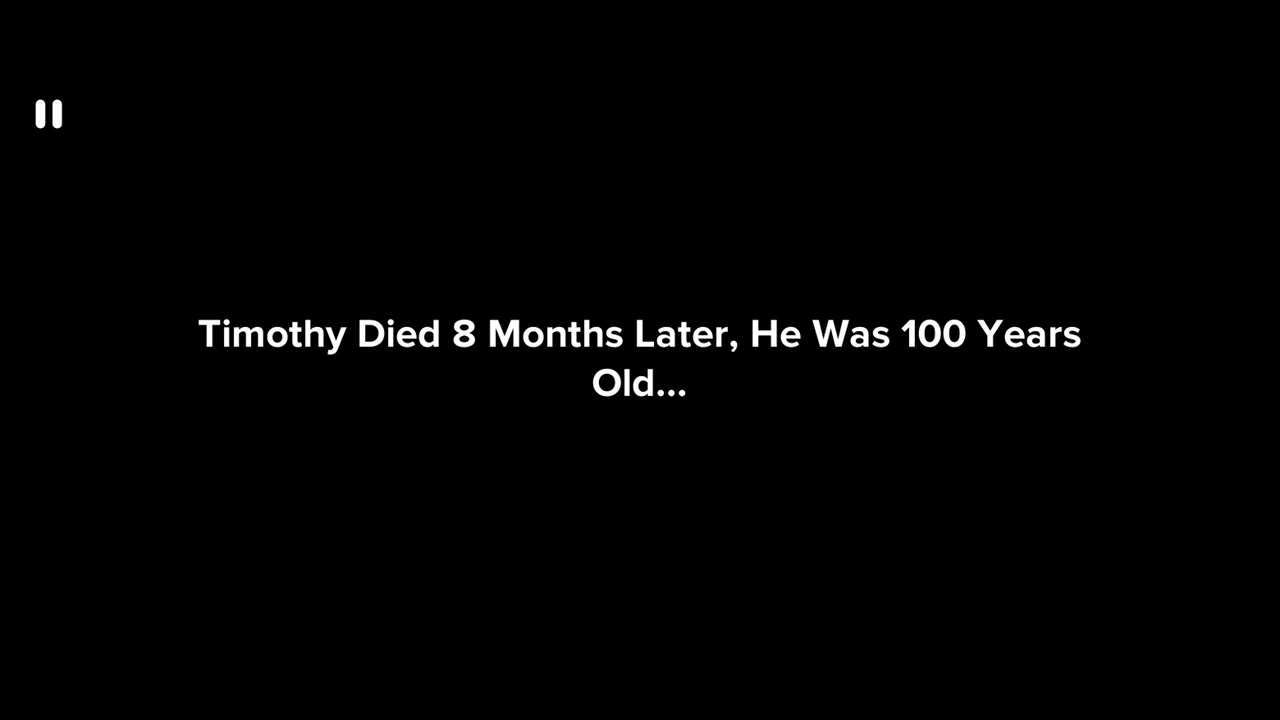 Timothy Died 8 Months Later, He Was 100 Years
Old...